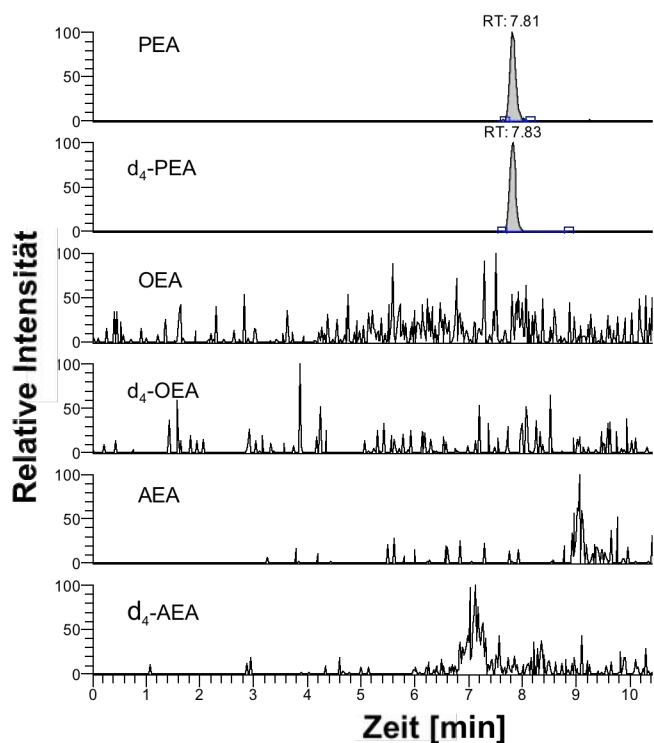 RT: 7.81
PEA
100
50
0
RT: 7.83
d4-PEA
100
50
0
OEA
100
50
0
d4-OEA
100
50
0
AEA
100
50
0
d4-AEA
100
50
0
0 1 2 3 4 5 6 7 8 9 10
Relative Intensität
Zeit [min]